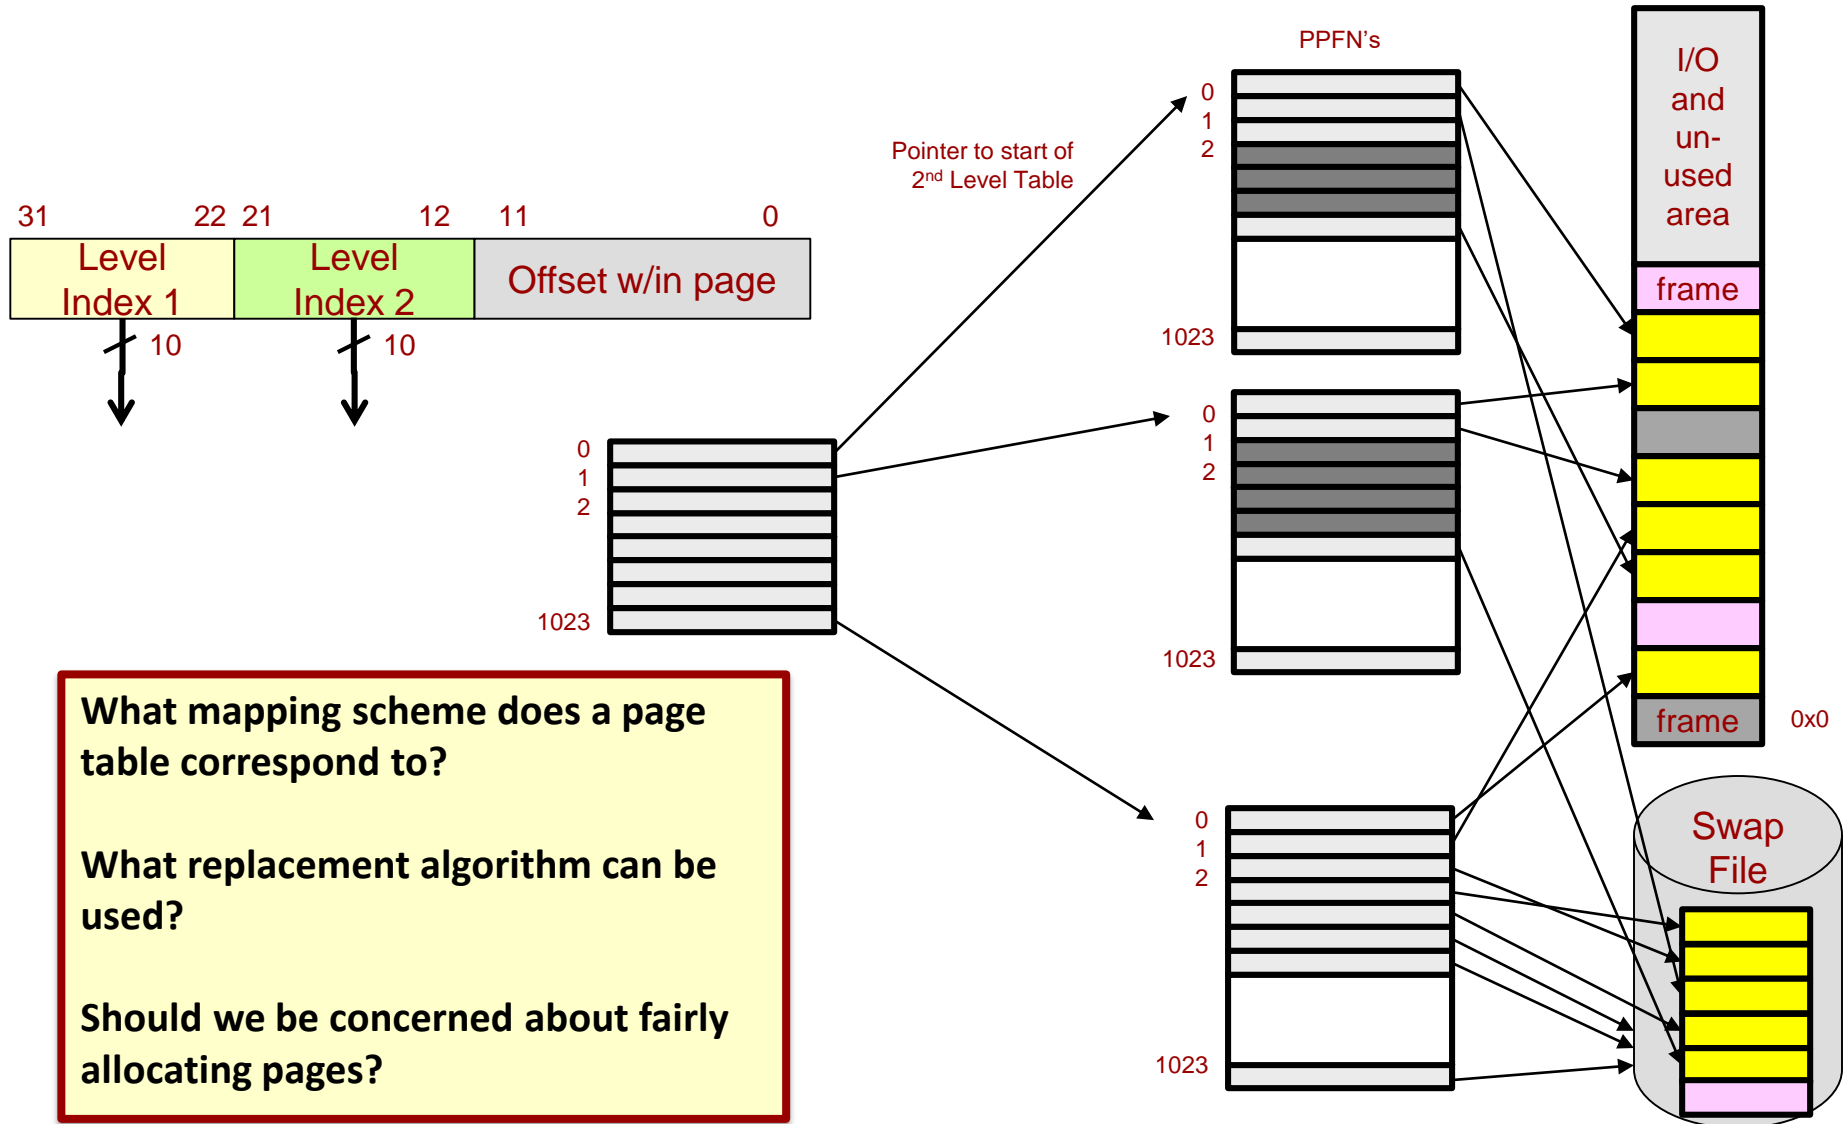 PPFN's
I/O
and
un-
used
area
frame
frame
0x0
Pointer to start of
2nd Level Table
31 22 21 12 11 0
Level
Index 1
Level
Index 2
Offset w/in page
10
10
0
1
2
1023
0
1
2
1023
0
1
2
1023
0
1
2
1023
Swap
File
What mapping scheme does a page
table correspond to?
What replacement algorithm can be
used?
Should we be concerned about fairly
allocating pages?